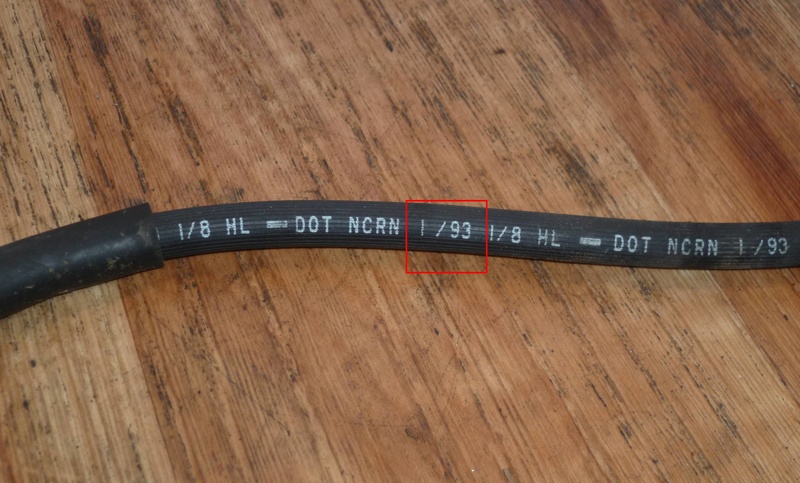 1/8 HL - DOT NCRN 1 /93 1/8 HL - DOT NCRN 1 /93